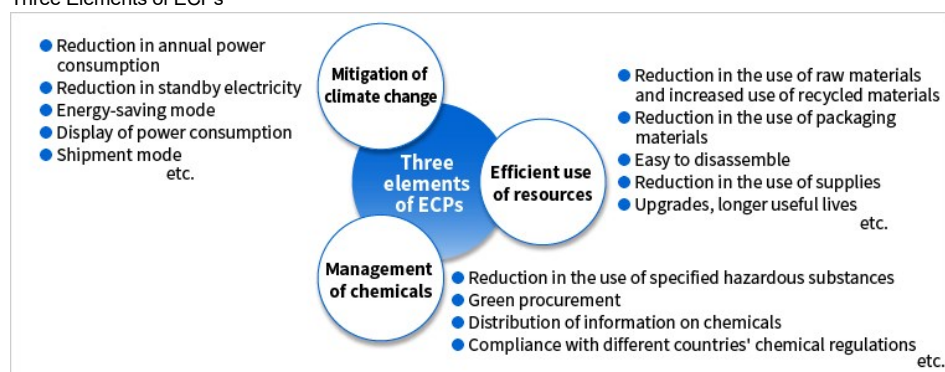 Three Elements of ECPs
Mitigation of
climate change
● Reduction in annual power
consumption
● Reduction in standby electricity
● Energy-saving mode
● Display of power consumption
● Shipment mode
etc.
Three
elements
of ECPs
Efficient use
of resources
● Reduction in the use of raw materials
and increased use of recycled materials
● Reduction in the use of packaging
materials
● Easy to disassemble
● Reduction in the use of supplies
● Upgrades, longer useful lives
etc.
Management
of chemicals
● Reduction in the use of specified hazardous substances
● Green procurement
● Distribution of information on chemicals
● Compliance with different countries' chemical regulations
etc.